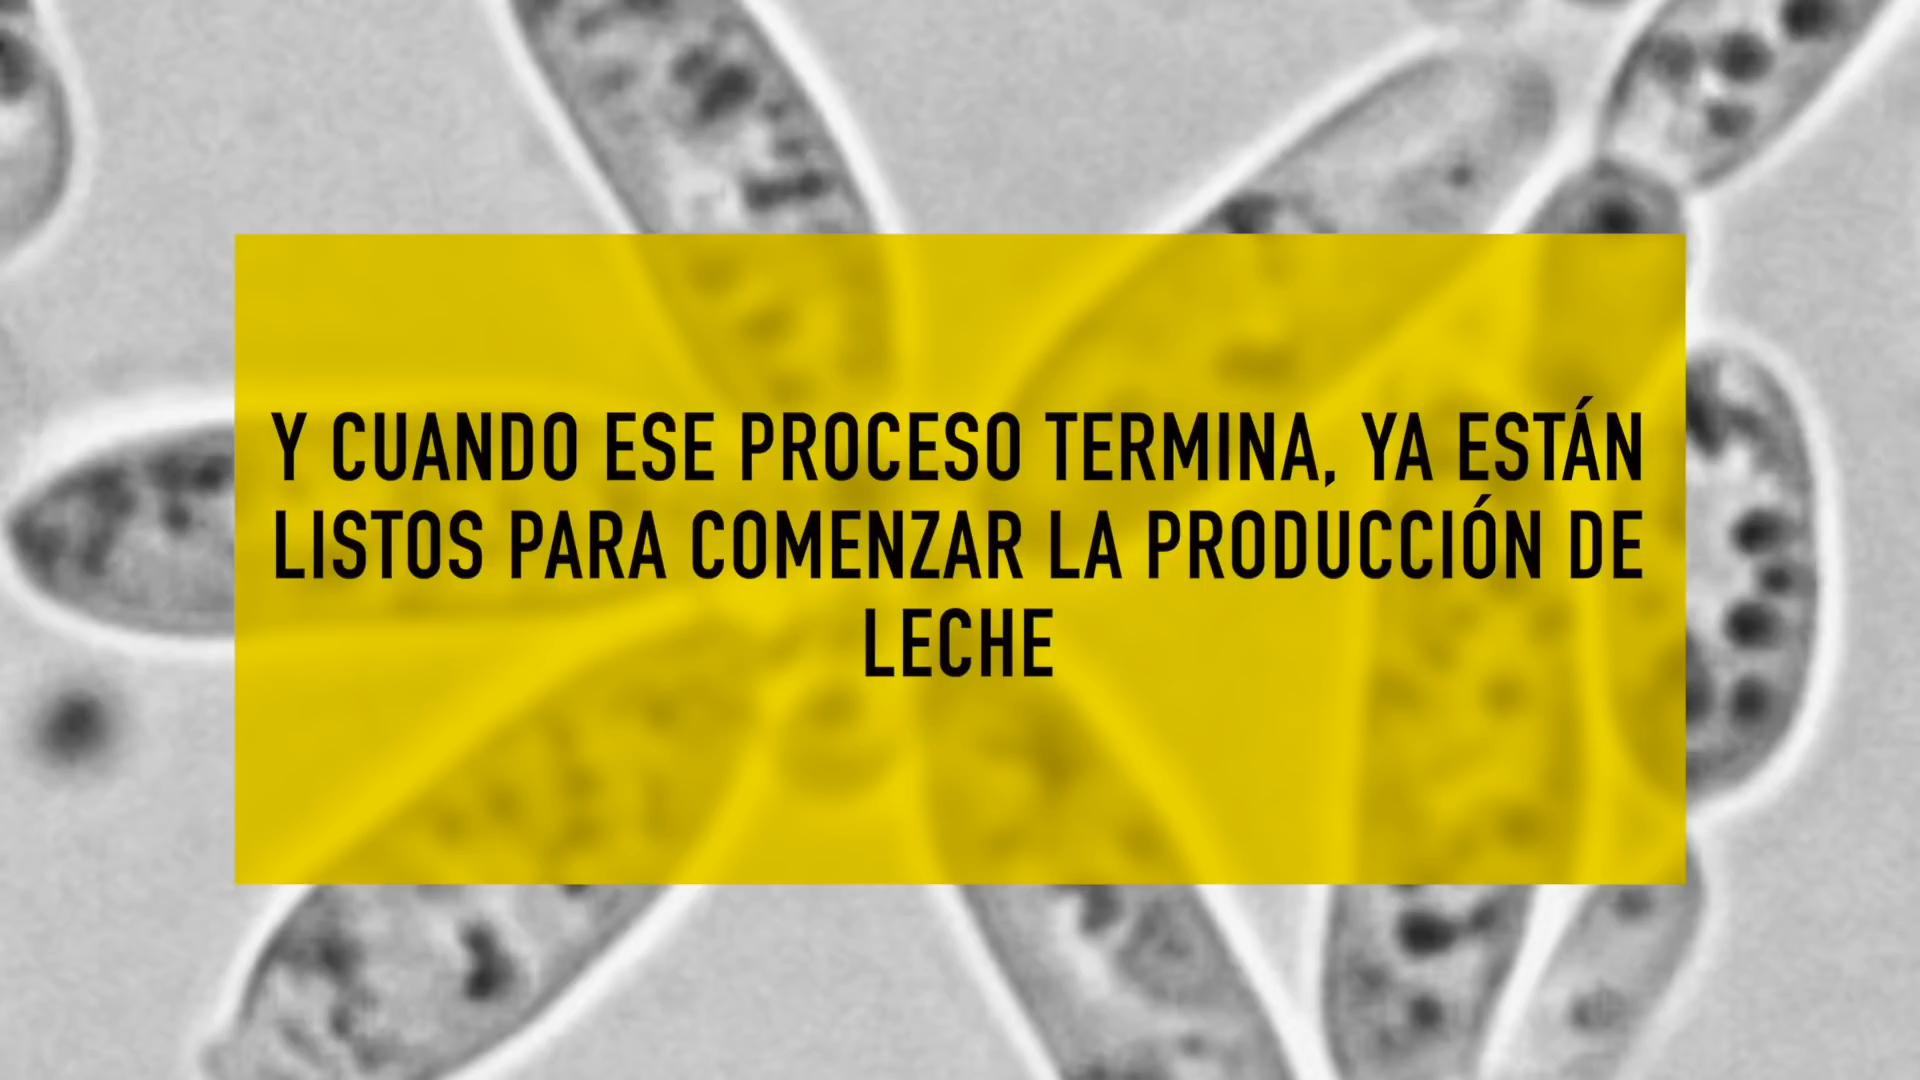 Y CUANDO ESE PROCESO TERMINA, YA ESTÁN
LISTOS PARA COMENZAR LA PRODUCCIÓN DE
LECHE